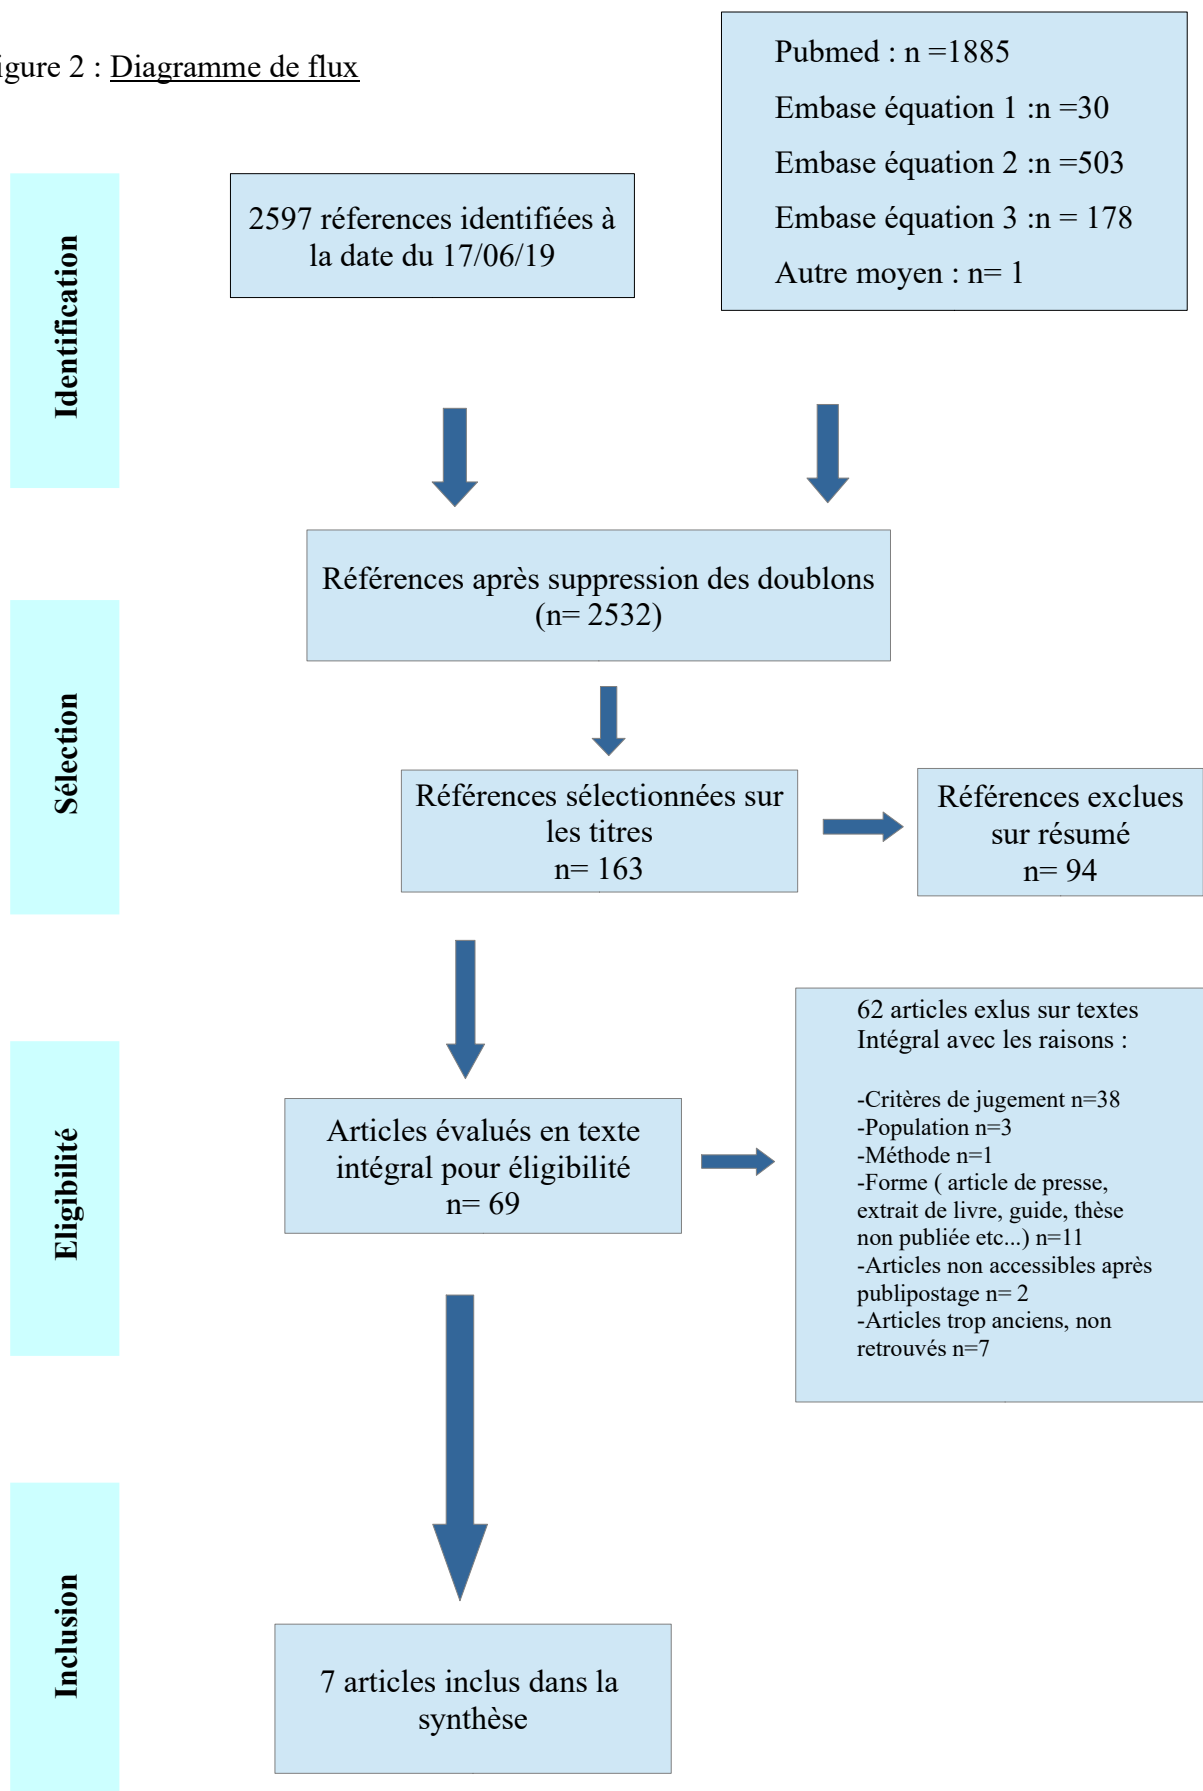 igure 2 : Diagramme de flux
Pubmed : n =1885
Embase équation 1 :n =30
Embase équation 2 :n =503
Embase équation 3 :n = 178
Autre moyen : n= 1
Identification
2597 réferences identifiées à
la date du 17/06/19
Références après suppression des doublons
(n= 2532)
Sélection
Références sélectionnées sur
les titres
n= 163
Références exclues
sur résumé
n= 94
Eligibilité
Articles évalués en texte
intégral pour éligibilité
n= 69
62 articles exlus sur textes
Intégral avec les raisons :
-Critères de jugement n=38
-Population n=3
-Méthode n=1
-Forme ( article de presse,
extrait de livre, guide, thèse
non publiée etc...) n=11
-Articles non accessibles après
publipostage n= 2
-Articles trop anciens, non
retrouvés n=7
Inclusion
7 articles inclus dans la
synthèse